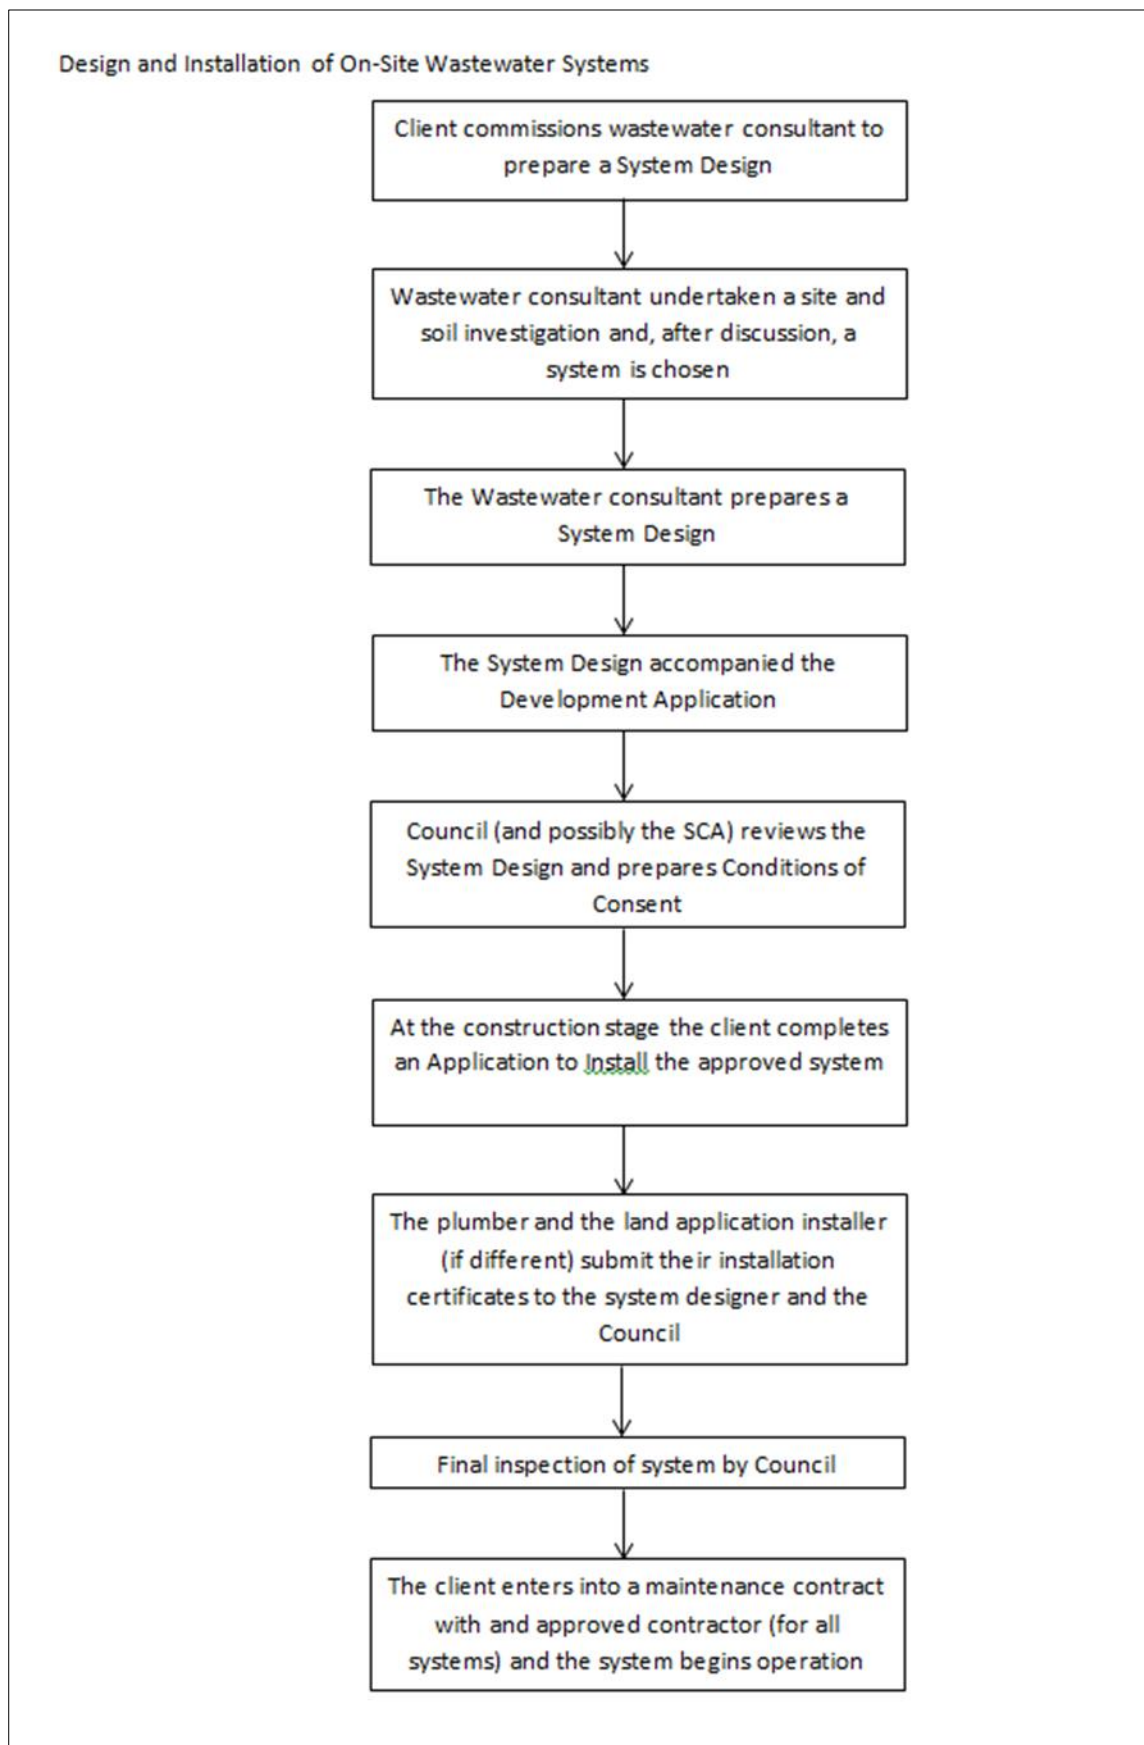 Design and Installation of On-Site Wastewater Systems
Client commissions wastewater consultant to
prepare a System Design
Wastewater consultant undertaken a site and
soil investigation and, after discussion, a
system is chosen
The Wastewater consultant prepares a
System Design
The System Design accompanied the
Development Application
Council (and possibly the SCA) reviews the
System Design and prepares Conditions of
Consent
At the construction stage the client completes
an Application to Install the approved system
The plumber and the land application installer
(if different) submit their installation
certificates to the system designer and the
Council
Final inspection of system by Council
The client enters into a maintenance contract
with and approved contractor (for all
systems) and the system begins operation